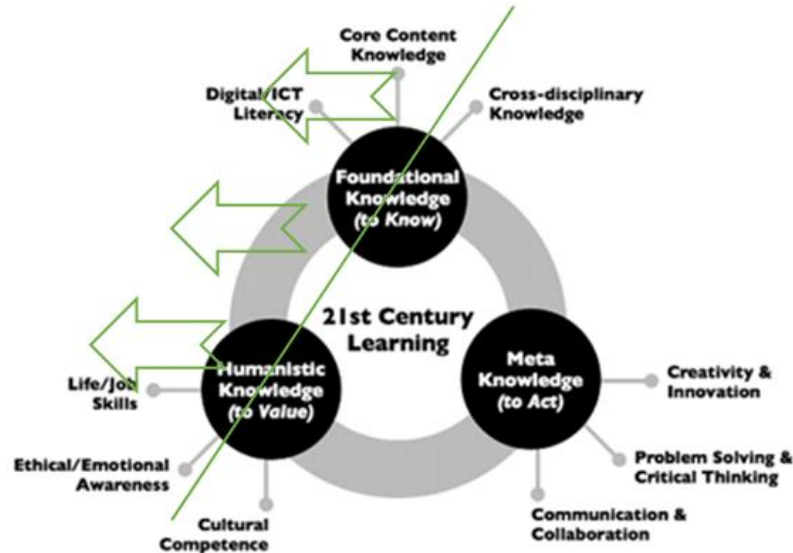 Core Content
Knowledge
Digital/ICT
Literacy
Cross-disciplinary
Knowledge
Foundational
Knowledge
(to Know)
21st Century
Learning
Humanistic
Knowledge
(to Value)
Meta
Knowledge
(to Act)
Life/Job
Skills
Ethical/Emotional
Awareness
Cultural
Competence
Creativity &
Innovation
Problem Solving &
Critical Thinking
Communication &
Collaboration